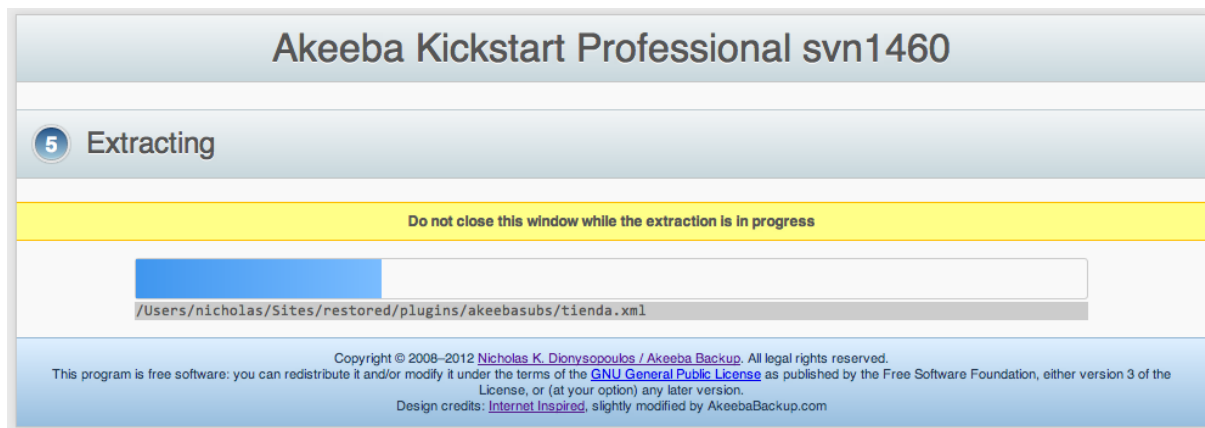 Akeeba Kickstart Professional svn1460
5 Extracting
Do not close this window while the extraction is in progress
/Users/nicholas/Sites/restored/plugins/akeebasubs/tienda.xml
Copyright © 2008–2012 Nicholas K. Dionysopoulos / Akeeba Backup. All legal rights reserved.
This program is free software: you can redistribute it and/or modify it under the terms of the GNU General Public License as published by the Free Software Foundation, either version 3 of the
License, or (at your option) any later version.
Design credits: Internet Inspired, slightly modified by AkeebaBackup.com